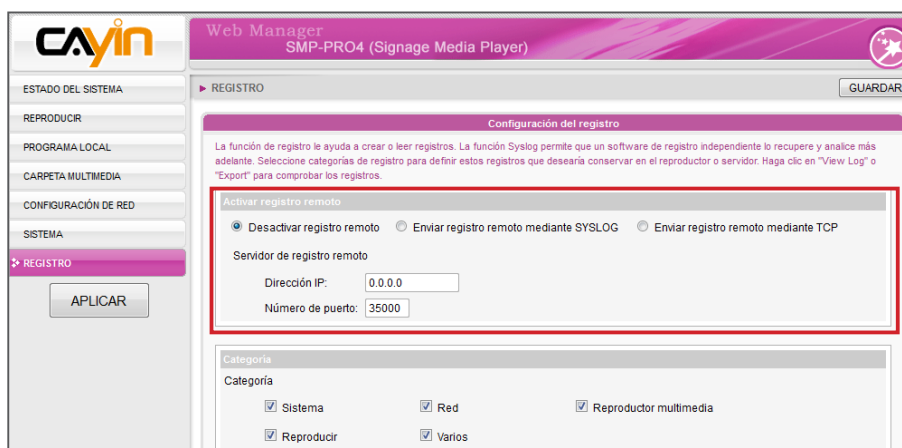 CAYIN
Web Manager
SMP-PRO4 (Signage Media Player)
ESTADO DEL SISTEMA
REPRODUCIR
PROGRAMA LOCAL
CARPETA MULTIMEDIA
CONFIGURACIÓN DE RED
SISTEMA
REGISTRO
APLICAR
REGISTRO
GUARDAR
Configuración del registro
La función de registro le ayuda a crear o leer registros. La función Syslog permite que un software de registro independiente lo recupere y analice más
adelante. Seleccione categorías de registro para definir estos registros que desearía conservar en el reproductor o servidor. Haga clic en "View Log" o
"Export" para comprobar los registros.
Activar registro remoto
Desactivar registro remoto Enviar registro remoto mediante SYSLOG Enviar registro remoto mediante TCP
Servidor de registro remoto
Dirección IP: 0.0.0.0
Número de puerto: 35000
Categoría
Categoría
Sistema Red Reproductor multimedia
Reproducir Varios